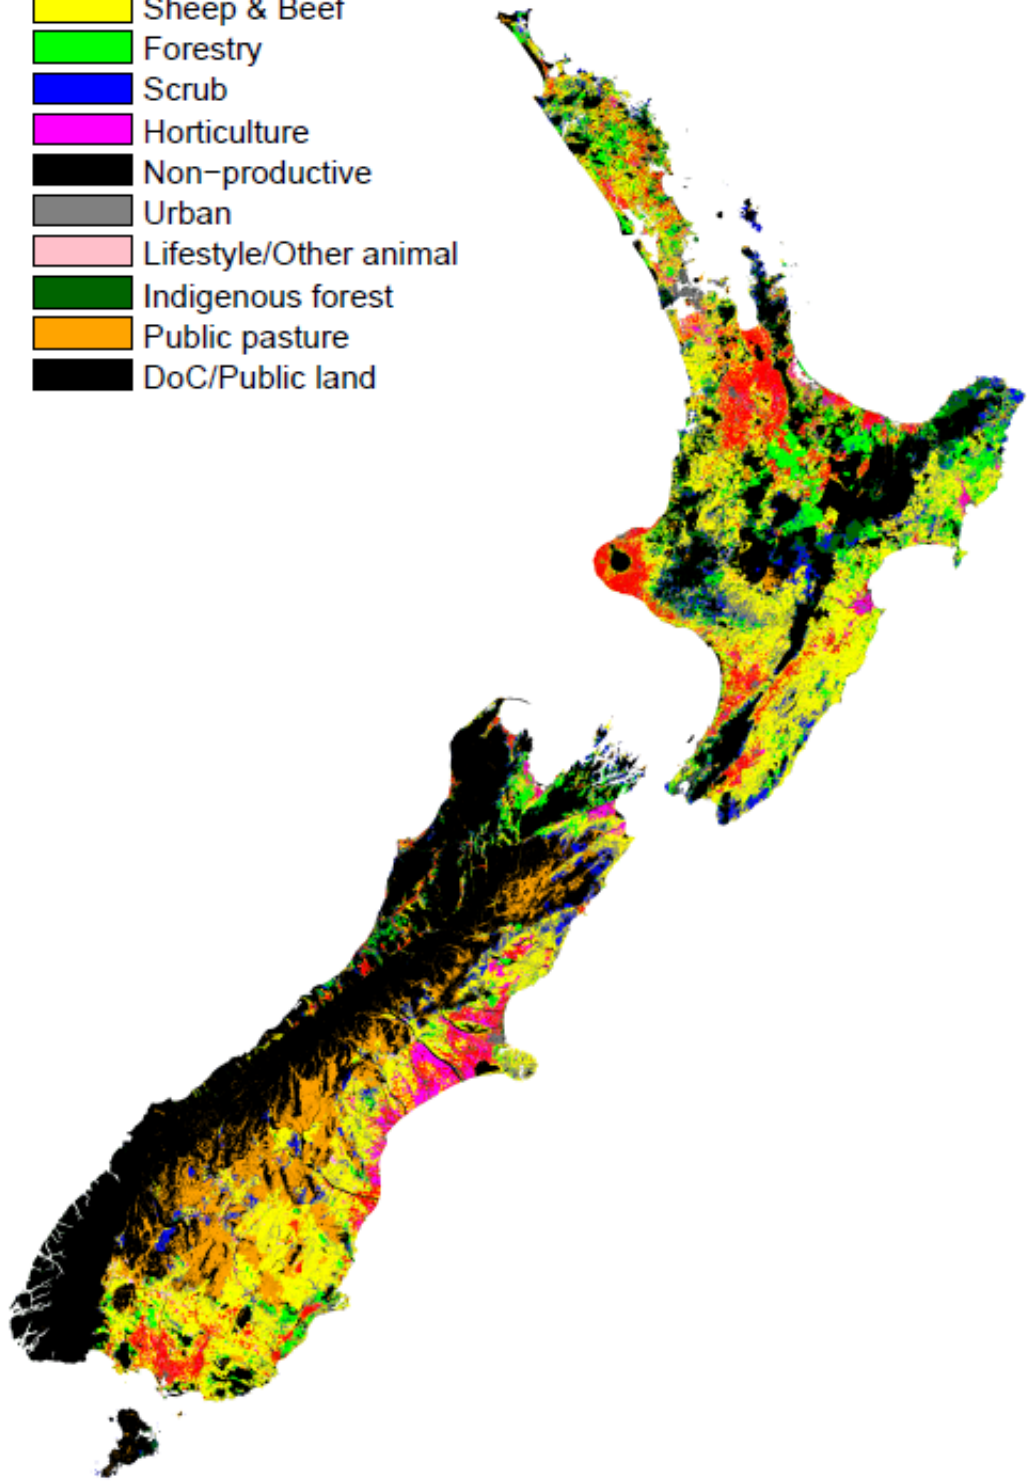 Sheep & Beef
Forestry
Scrub
Horticulture
Non−productive
Urban
Lifestyle/Other animal
Indigenous forest
Public pasture
DoC/Public land